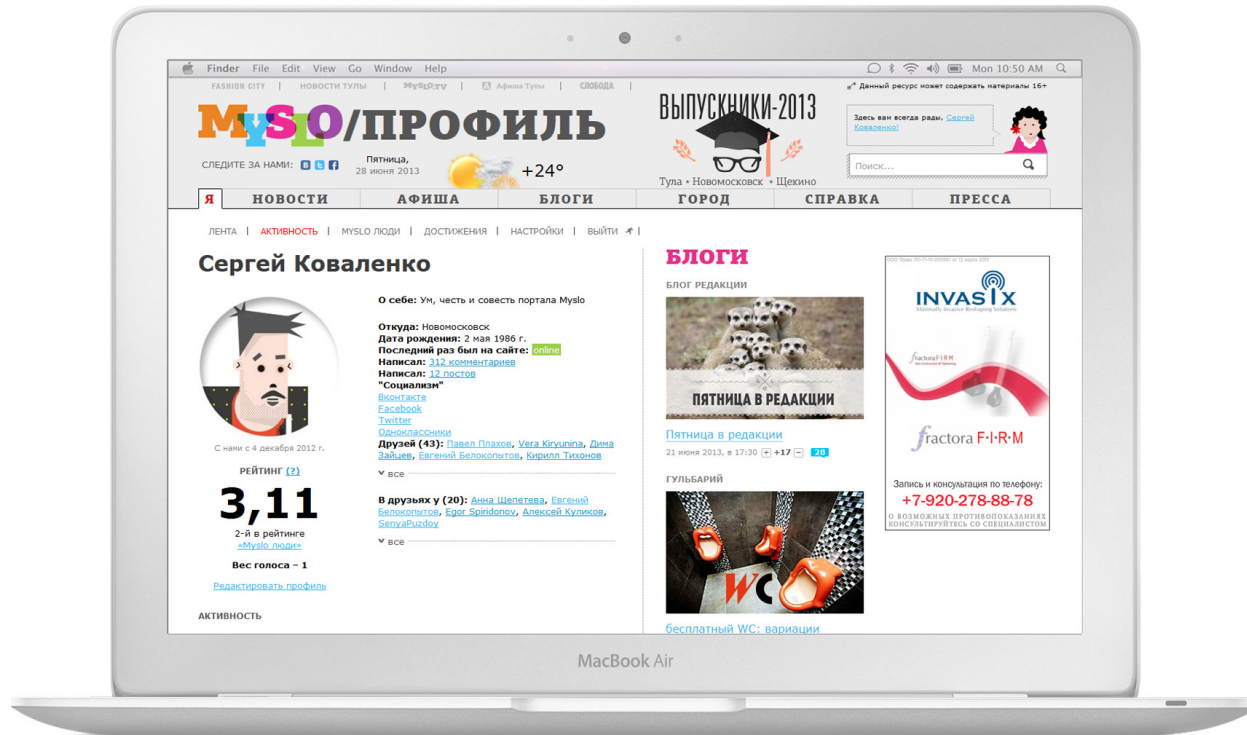 Finder File Edit View Go Window Help
Mon 10:50 AM
FASHION CITY | НОВОСТИ ТУЛЫ | MYSLO.TV | Афиша Тулы | СЛОБОДА |
Данный ресурс может содержать материалы 16+
MYSLO/ПРОФИЛЬ
ВЫПУСКНИКИ-2013
Тула • Новомосковск • Щекино
Здесь вам всегда рады, Сергей
Коваленко!
СЛЕДИТЕ ЗА НАМИ:
Пятница,
28 июня 2013
+24°
Поиск...
Я НОВОСТИ АФИША БЛОГИ ГОРОД СПРАВКА ПРЕССА
ЛЕНТА | АКТИВНОСТЬ | MYSLO ЛЮДИ | ДОСТИЖЕНИЯ | НАСТРОЙКИ | ВЫЙТИ |
Сергей Коваленко
С нами с 4 декабря 2012 г.
РЕЙТИНГ (?)
3,11
2-й в рейтинге
«Myslo люди»
Вес голоса – 1
Редактировать профиль
АКТИВНОСТЬ
О себе: Ум, честь и совесть портала Myslo
Откуда: Новомосковск
Дата рождения: 2 мая 1986 г.
Последний раз был на сайте: online
Написал: 312 комментариев
Написал: 12 постов
"Социализм"
Вконтакте
Facebook
Twitter
Одноклассники
Друзей (43): Павел Плахов, Vera Kiryunina, Дима
Зайцев, Евгений Белокопытов, Кирилл Тихонов
все
В друзьях у (20): Анна Щепетева, Евгений
Белокопытов, Egor Spiridonov, Алексей Куликов,
SenyaPuzdoy
все
БЛОГИ
БЛОГ РЕДАКЦИИ
ПЯТНИЦА В РЕДАКЦИИ
Пятница в редакции
21 июня 2013, в 17:30 + +17 − 28
ГУЛЬБАРИЙ
WC
бесплатный WC: вариации
INVASIX
Minimally Invasive Reshaping Solutions
fractora F·I·R·M
fractora F·I·R·M
Запись и консультация по телефону:
+7-920-278-88-78
О ВОЗМОЖНЫХ ПРОТИВОПОКАЗАНИЯХ
КОНСУЛЬТИРУЙТЕСЬ СО СПЕЦИАЛИСТОМ
MacBook Air